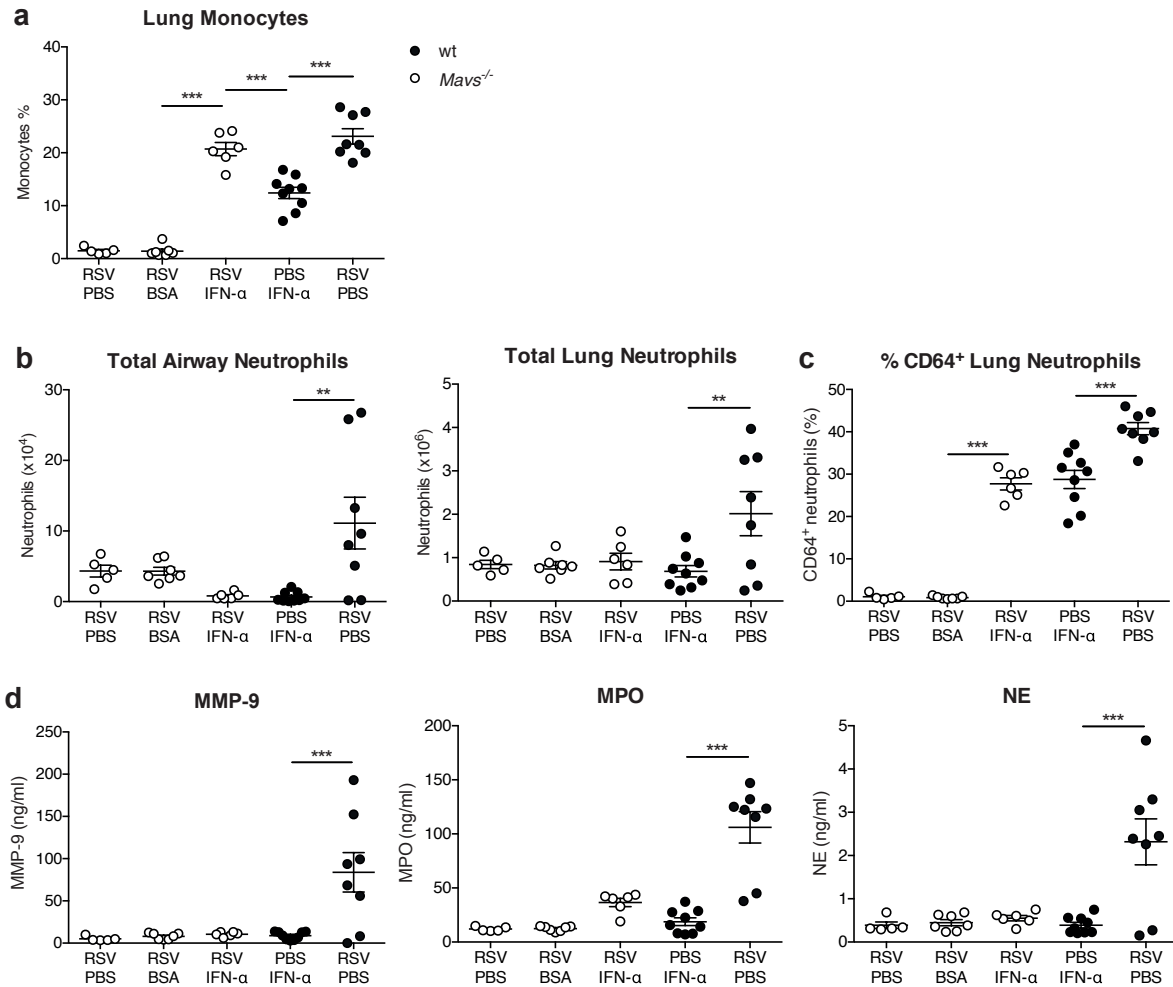 a
Lung Monocytes
wt
Mavs-/-
Monocytes %
40
30
20
10
0
***
***
***
RSV RSV RSV PBS RSV
PBS BSA IFN-α IFN-α PBS
b
Total Airway Neutrophils
Neutrophils (x10⁴)
30
20
10
0
**
RSV RSV RSV PBS RSV
PBS BSA IFN-α IFN-α PBS
Total Lung Neutrophils
Neutrophils (x10⁶)
5
4
3
2
1
0
**
RSV RSV RSV PBS RSV
PBS BSA IFN-α IFN-α PBS
c
% CD64⁺ Lung Neutrophils
CD64⁺ neutrophils (%)
50
40
30
20
10
0
***
***
RSV RSV RSV PBS RSV
PBS BSA IFN-α IFN-α PBS
d
MMP-9
MMP-9 (ng/ml)
250
200
150
100
50
0
***
RSV RSV RSV PBS RSV
PBS BSA IFN-α IFN-α PBS
MPO
MPO (ng/ml)
200
150
100
50
0
***
RSV RSV RSV PBS RSV
PBS BSA IFN-α IFN-α PBS
NE
NE (ng/ml)
5
4
3
2
1
0
***
RSV RSV RSV PBS RSV
PBS BSA IFN-α IFN-α PBS